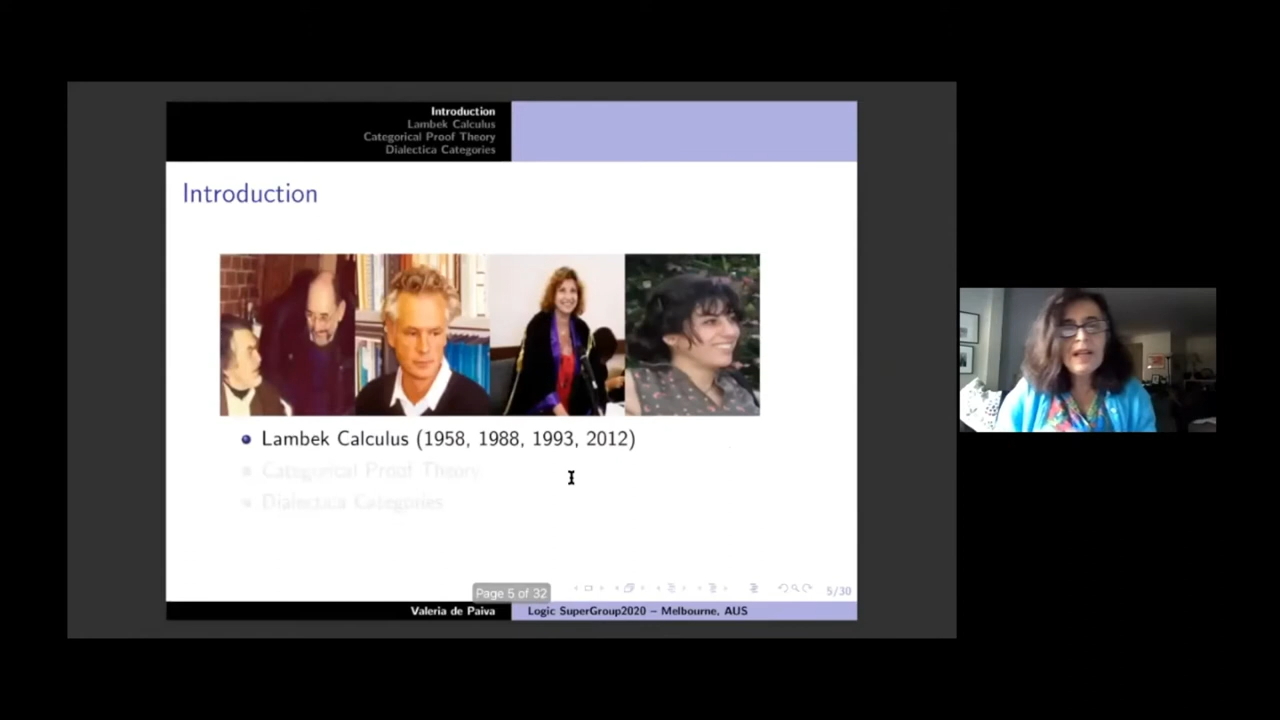 Introduction
Lambek Calculus
Categorical Proof Theory
Dialectica Categories
Introduction
Lambek Calculus (1958, 1988, 1993, 2012)
Categorical Proof Theory
Dialectica Categories
Page 5 of 32
5/30
Valeria de Paiva
Logic SuperGroup2020 – Melbourne, AUS